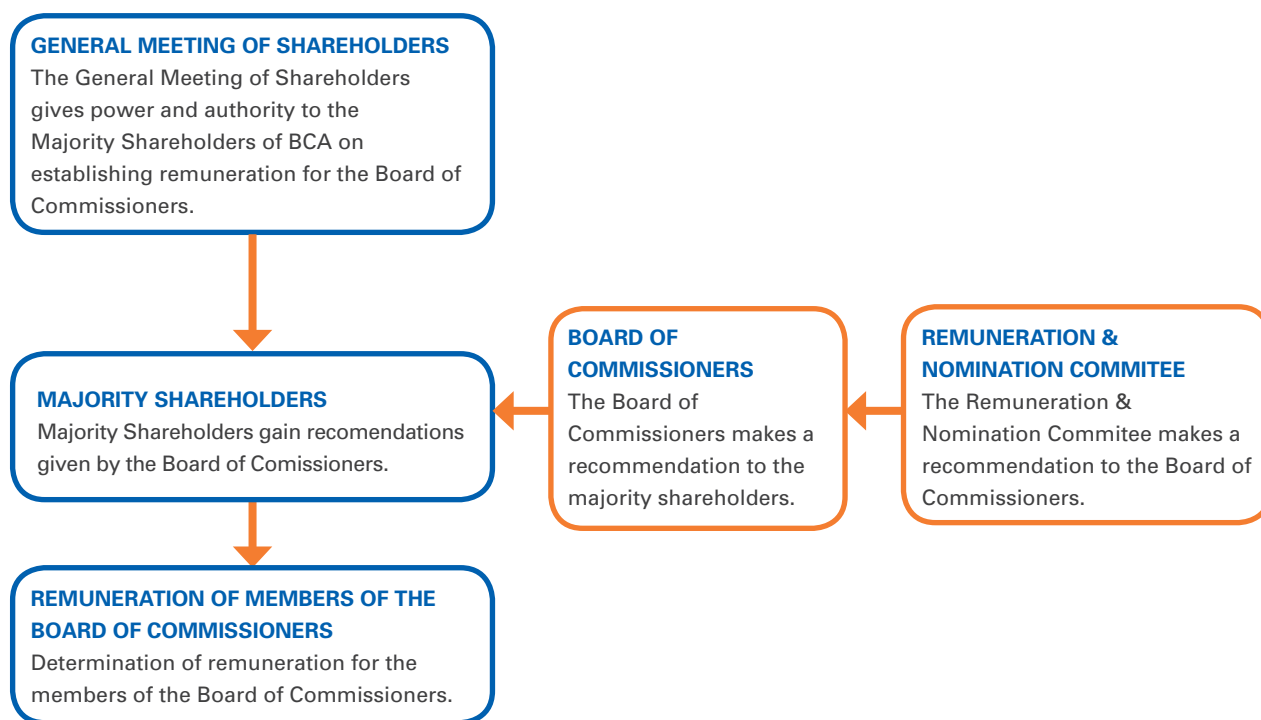 GENERAL MEETING OF SHAREHOLDERS
The General Meeting of Shareholders
gives power and authority to the
Majority Shareholders of BCA on
establishing remuneration for the Board of
Commissioners.
MAJORITY SHAREHOLDERS
Majority Shareholders gain recomendations
given by the Board of Comissioners.
BOARD OF
COMMISSIONERS
The Board of
Commissioners makes a
recommendation to the
majority shareholders.
REMUNERATION &
NOMINATION COMMITEE
The Remuneration &
Nomination Commitee makes a
recommendation to the Board of
Commissioners.
REMUNERATION OF MEMBERS OF THE
BOARD OF COMMISSIONERS
Determination of remuneration for the
members of the Board of Commissioners.